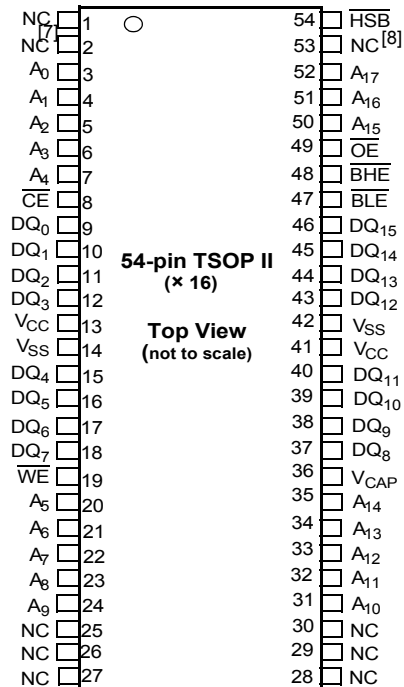 NC 1 54 H̅S̅B̅
[7] NC 2 53 NC[8]
A0 3 52 A17
A1 4 51 A16
A2 5 50 A15
A3 6 49 O̅E̅
A4 7 48 B̅H̅E̅
C̅E̅ 8 47 B̅L̅E̅
DQ0 9 46 DQ15
DQ1 10 45 DQ14
DQ2 11 54-pin TSOP II 44 DQ13
DQ3 12 (× 16) 43 DQ12
VCC 13 42 VSS
VSS 14 Top View 41 VCC
DQ4 15 (not to scale) 40 DQ11
DQ5 16 39 DQ10
DQ6 17 38 DQ9
DQ7 18 37 DQ8
W̅E̅ 19 36 VCAP
A5 20 35 A14
A6 21 34 A13
A7 22 33 A12
A8 23 32 A11
A9 24 31 A10
NC 25 30 NC
NC 26 29 NC
NC 27 28 NC